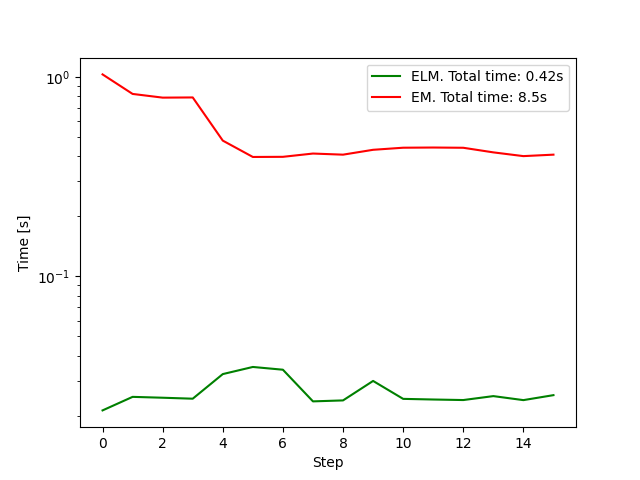 ELM. Total time: 0.42s
EM. Total time: 8.5s
10⁰
10⁻¹
Time [s]
0 2 4 6 8 10 12 14
Step